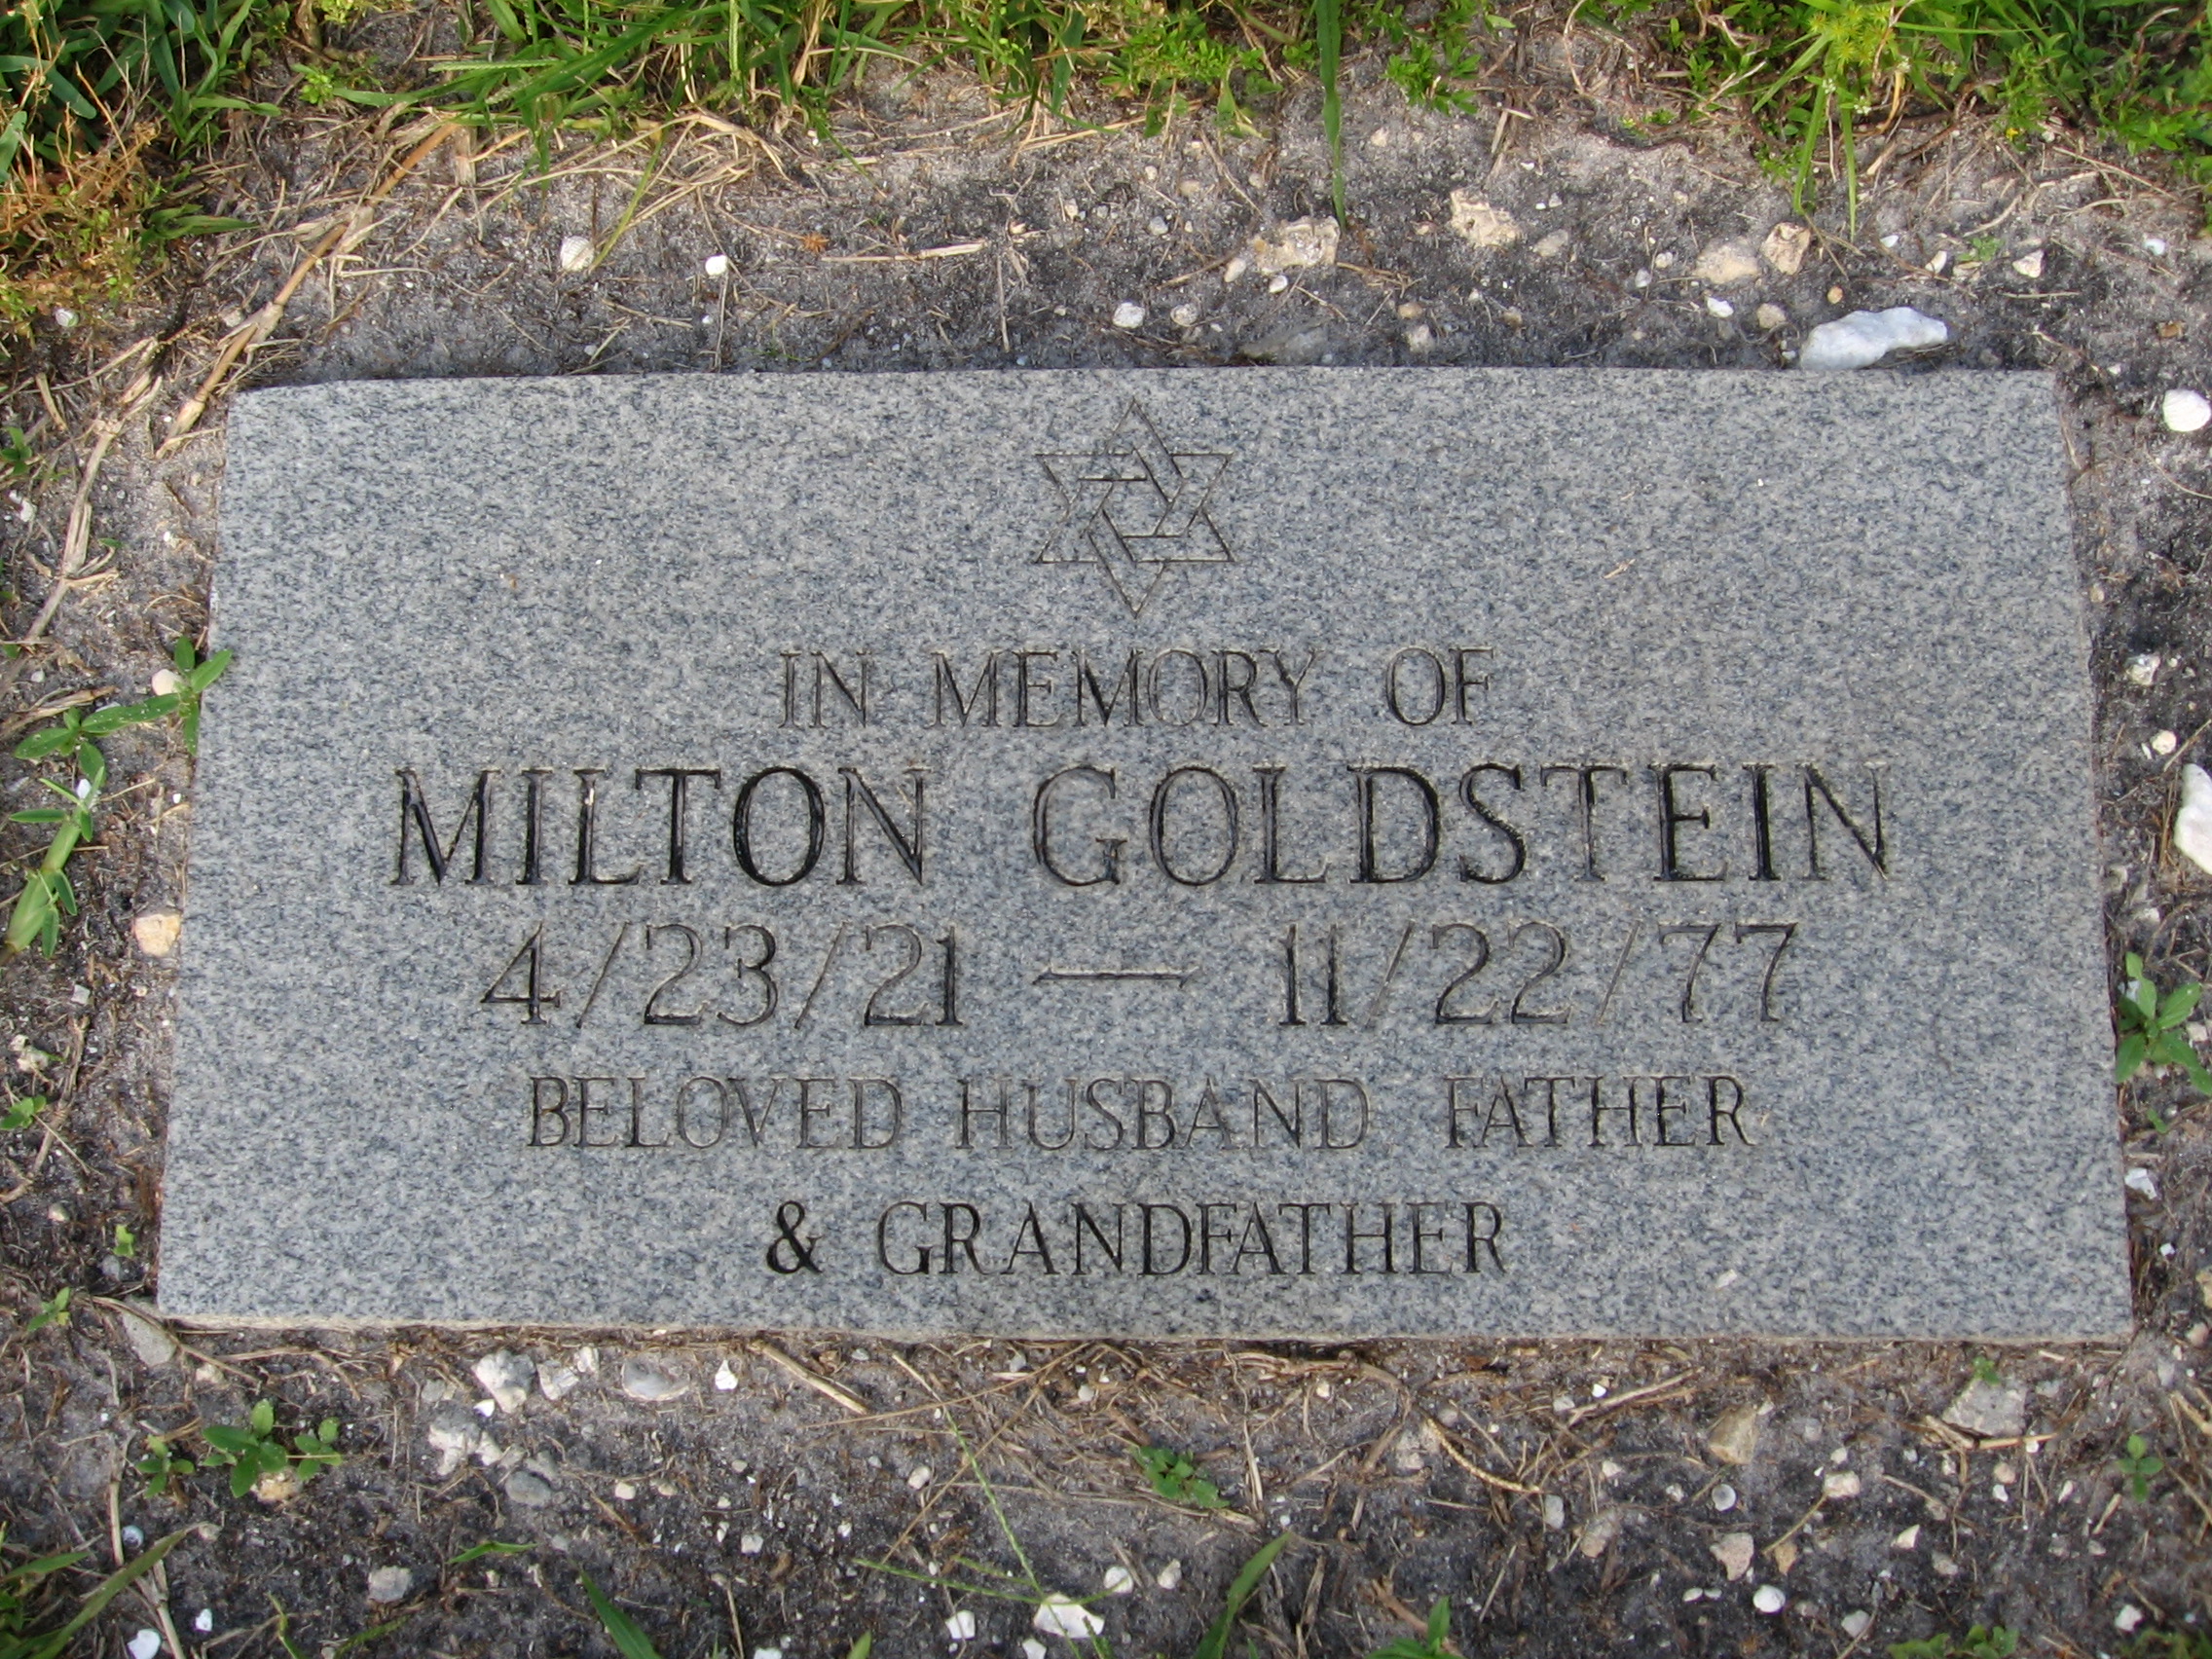 IN MEMORY OF
MILTON GOLDSTEIN
4/23/21 — 11/22/77
BELOVED HUSBAND FATHER
& GRANDFATHER